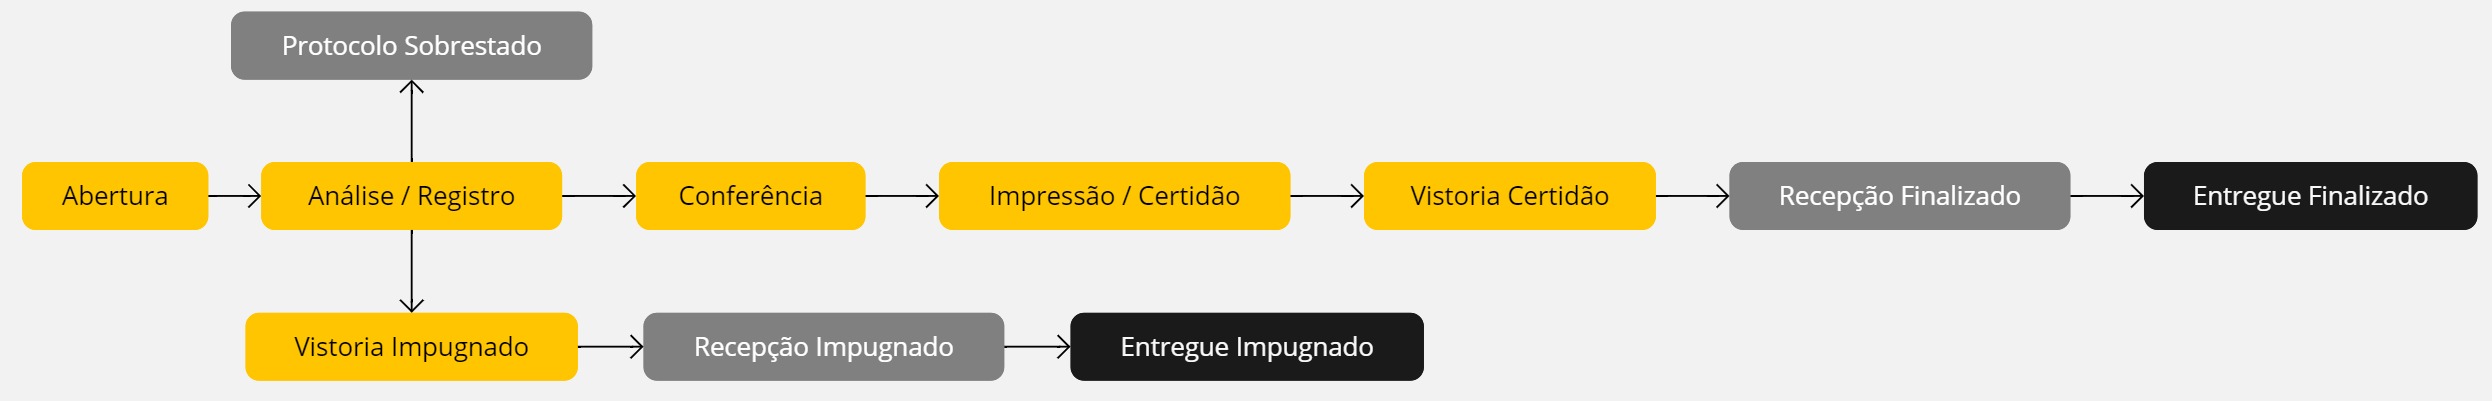 Protocolo Sobrestado
Abertura
Análise / Registro
Conferência
Impressão / Certidão
Vistoria Certidão
Recepção Finalizado
Entregue Finalizado
Vistoria Impugnado
Recepção Impugnado
Entregue Impugnado